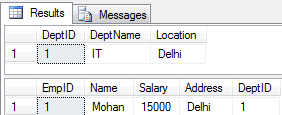 Results Messages
DeptID DeptName Location
1 1 IT Delhi
EmpID Name Salary Address DeptID
1 1 Mohan 15000 Delhi 1